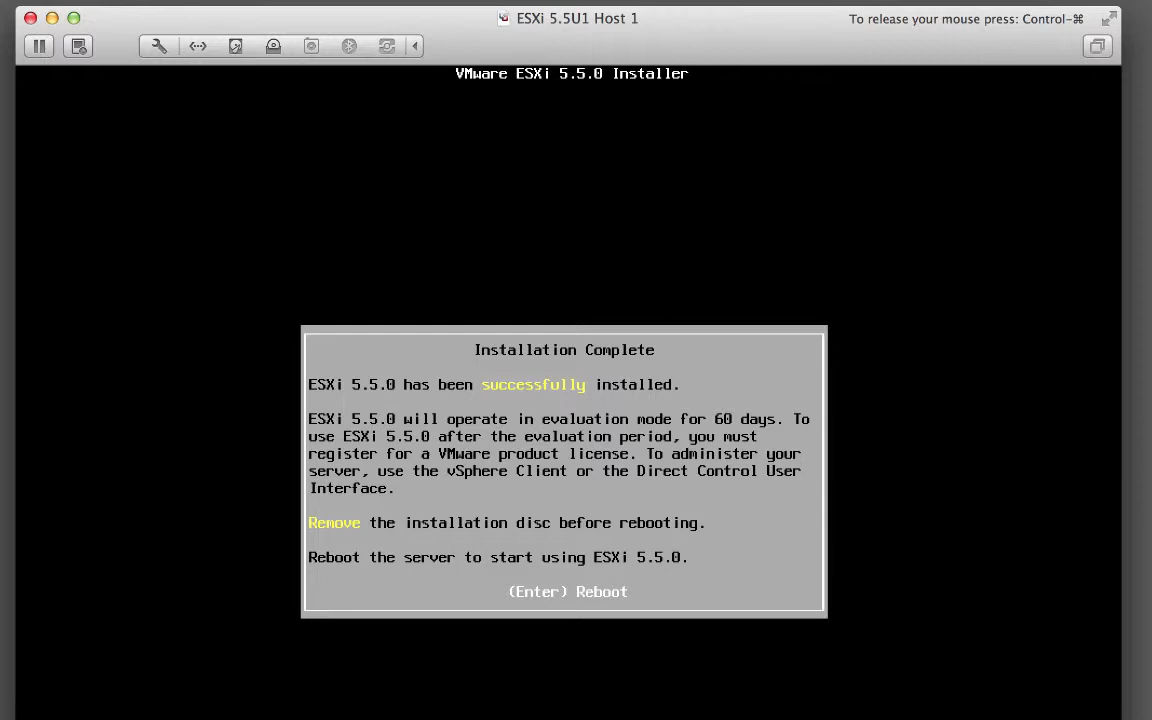 ESXi 5.5U1 Host 1
To release your mouse press: Control-⌘
VMware ESXi 5.5.0 Installer
Installation Complete
ESXi 5.5.0 has been successfully installed.
ESXi 5.5.0 will operate in evaluation mode for 60 days. To
use ESXi 5.5.0 after the evaluation period, you must
register for a VMware product license. To administer your
server, use the vSphere Client or the Direct Control User
Interface.
Remove the installation disc before rebooting.
Reboot the server to start using ESXi 5.5.0.
(Enter) Reboot